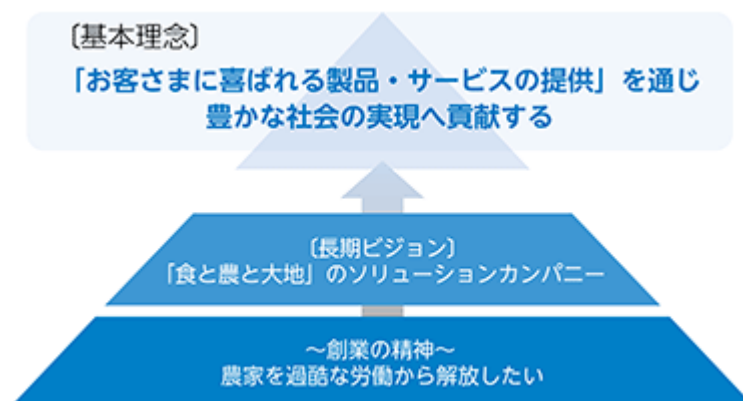 〔基本理念〕
「お客さまに喜ばれる製品・サービスの提供」を通じ
豊かな社会の実現へ貢献する
〔長期ビジョン〕
「食と農と大地」のソリューションカンパニー
～創業の精神～
農家を過酷な労働から解放したい